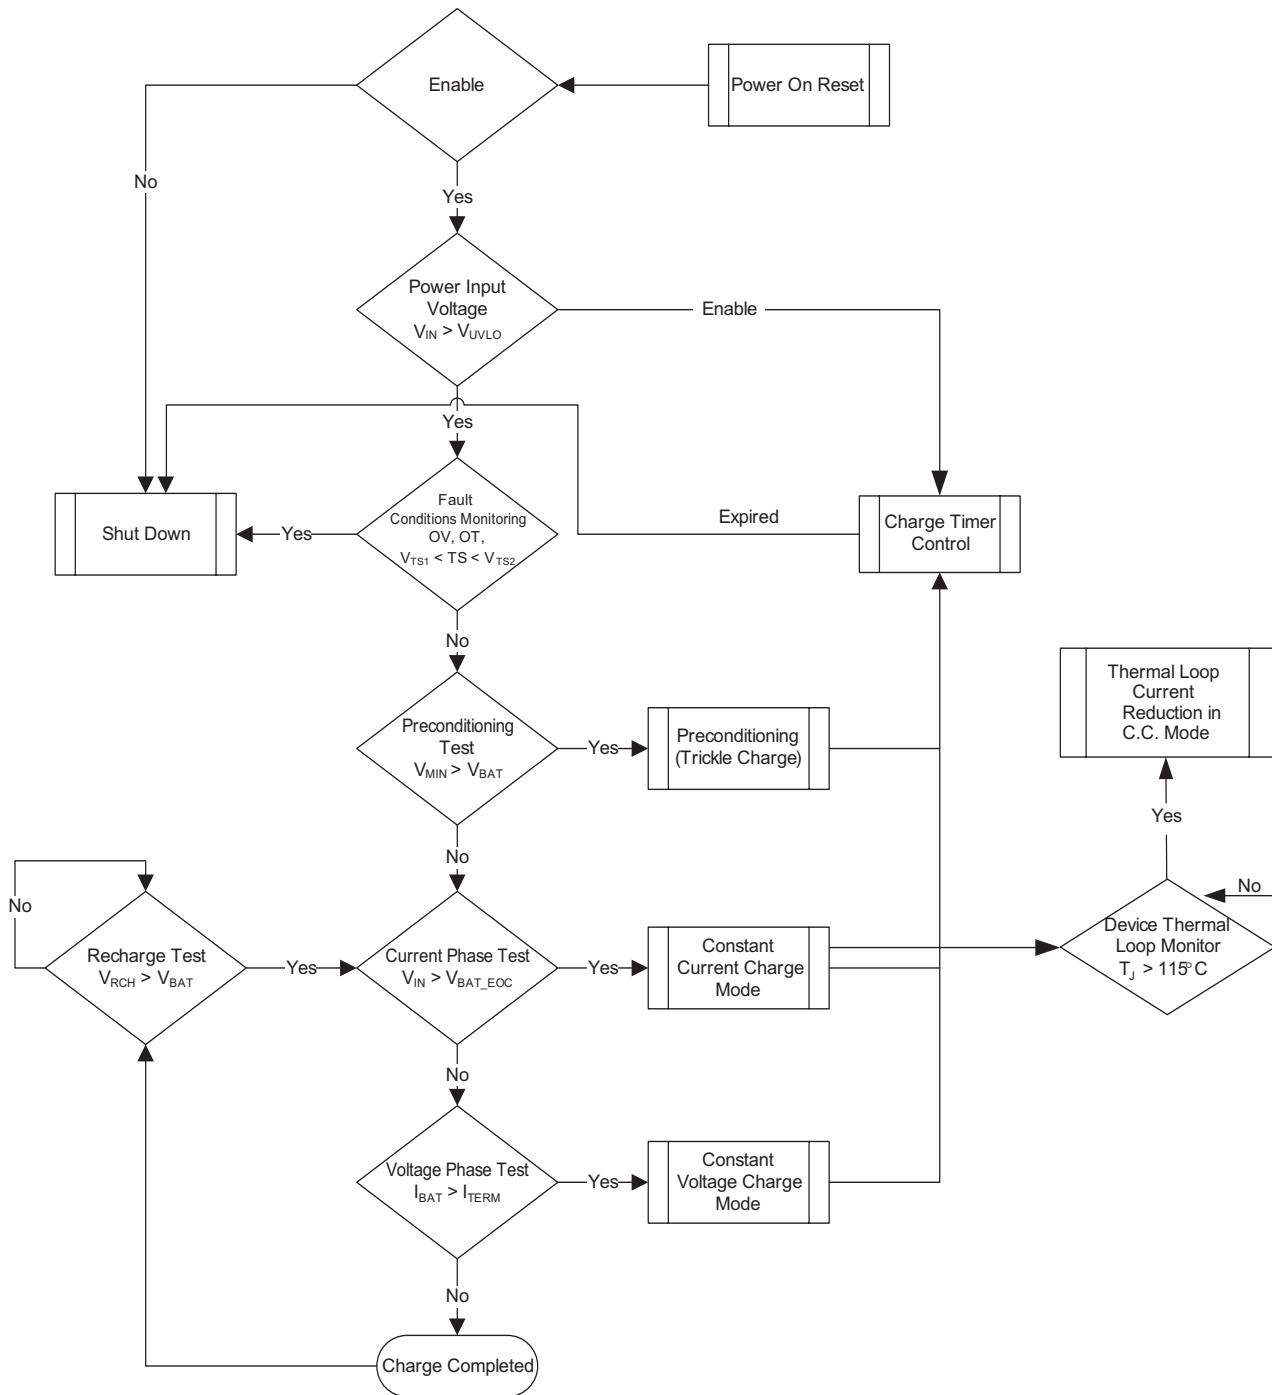 Enable
Power On Reset
No
Yes
Power Input
Voltage
V_IN > V_UVLO
Enable
Yes
Fault
Conditions Monitoring
OV, OT,
V_TS1 < TS < V_TS2
Yes
Shut Down
Expired
Charge Timer
Control
No
Thermal Loop
Current
Reduction in
C.C. Mode
Preconditioning
Test
V_MIN > V_BAT
Yes
Preconditioning
(Trickle Charge)
Yes
No
No
No
Recharge Test
V_RCH > V_BAT
Yes
Current Phase Test
V_IN > V_BAT_EOC
Yes
Constant
Current Charge
Mode
Device Thermal
Loop Monitor
T_J > 115°C
No
Voltage Phase Test
I_BAT > I_TERM
Yes
Constant
Voltage Charge
Mode
No
Charge Completed